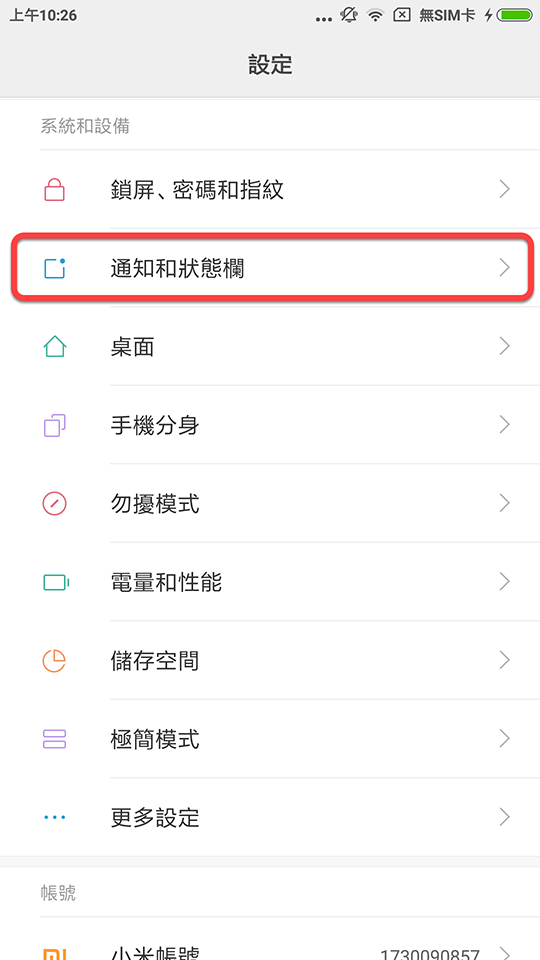 上午10:26
... 無SIM卡
設定
系統和設備
鎖屏、密碼和指紋
通知和狀態欄
桌面
手機分身
勿擾模式
電量和性能
儲存空間
極簡模式
更多設定
帳號
小米帳號 1730090857